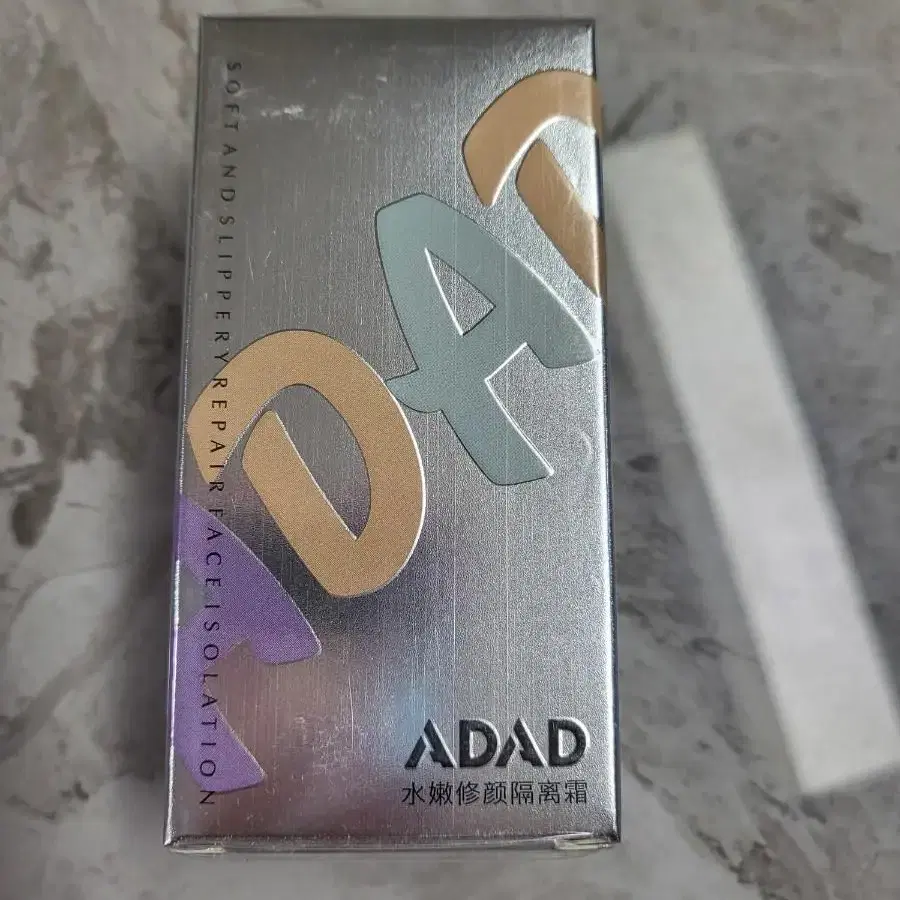 SOFT AND SLIPPERY REPAIR FACE ISOLATION
ADAD
ADAD
水嫩修颜隔离霜